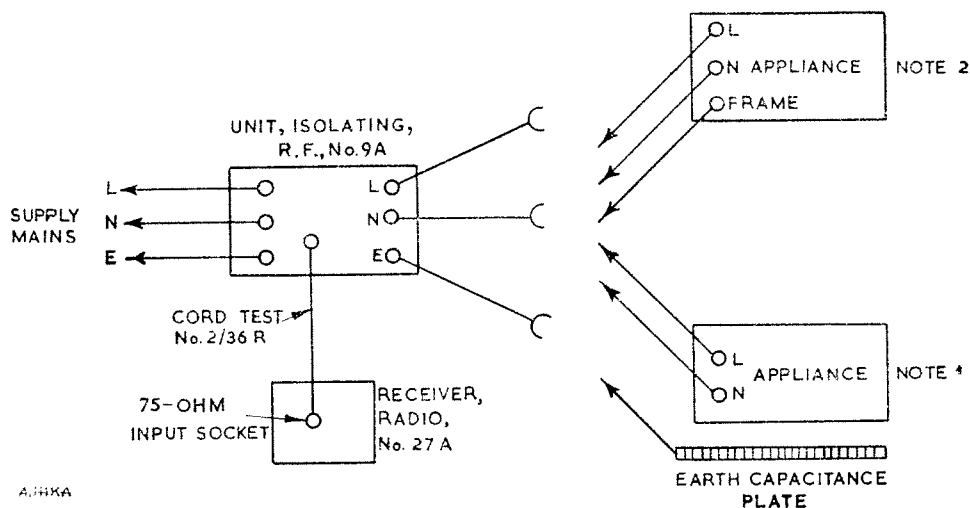 L
N APPLIANCE
FRAME
NOTE 2
UNIT, ISOLATING,
R.F., No. 9A
SUPPLY
MAINS
L
N
E
L
N
E
CORD TEST
No. 2/36 R
75-OHM
INPUT SOCKET
RECEIVER,
RADIO,
No. 27 A
L
APPLIANCE
N
NOTE
EARTH CAPACITANCE
PLATE